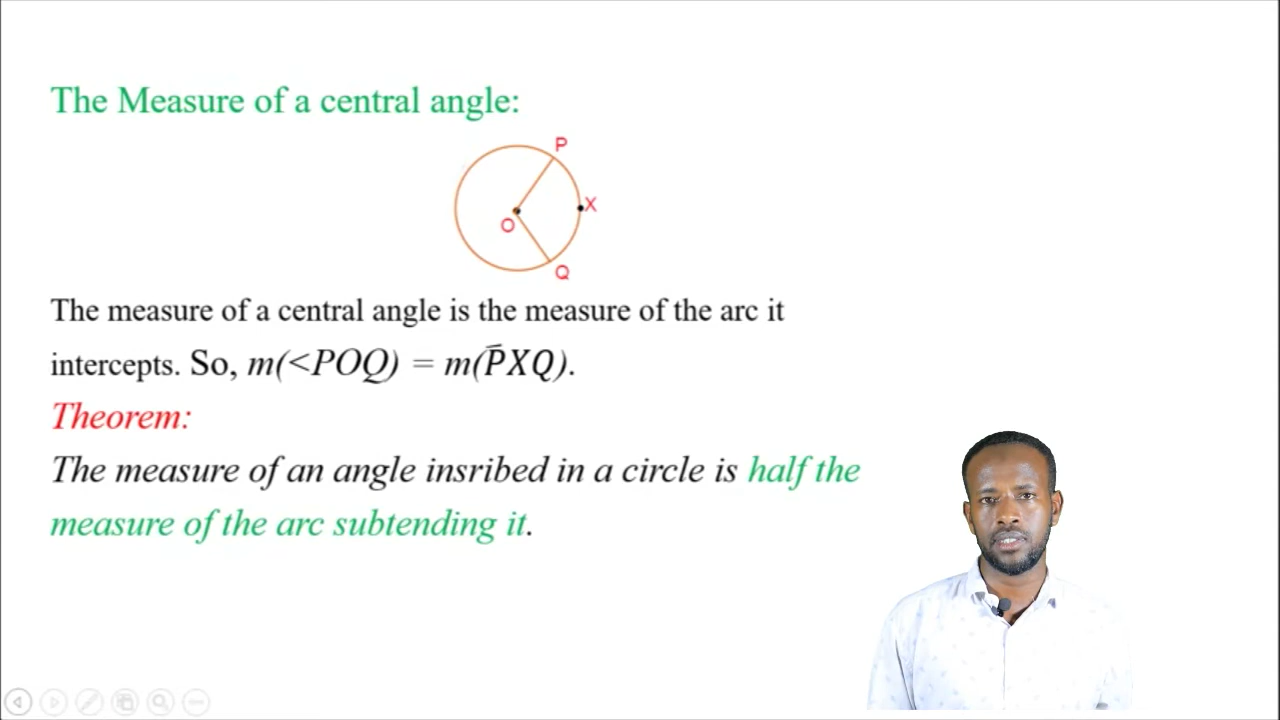 The Measure of a central angle:
P
X
O
Q
The measure of a central angle is the measure of the arc it
intercepts. So, m(<POQ) = m(P̅XQ).
Theorem:
The measure of an angle insribed in a circle is half the
measure of the arc subtending it.